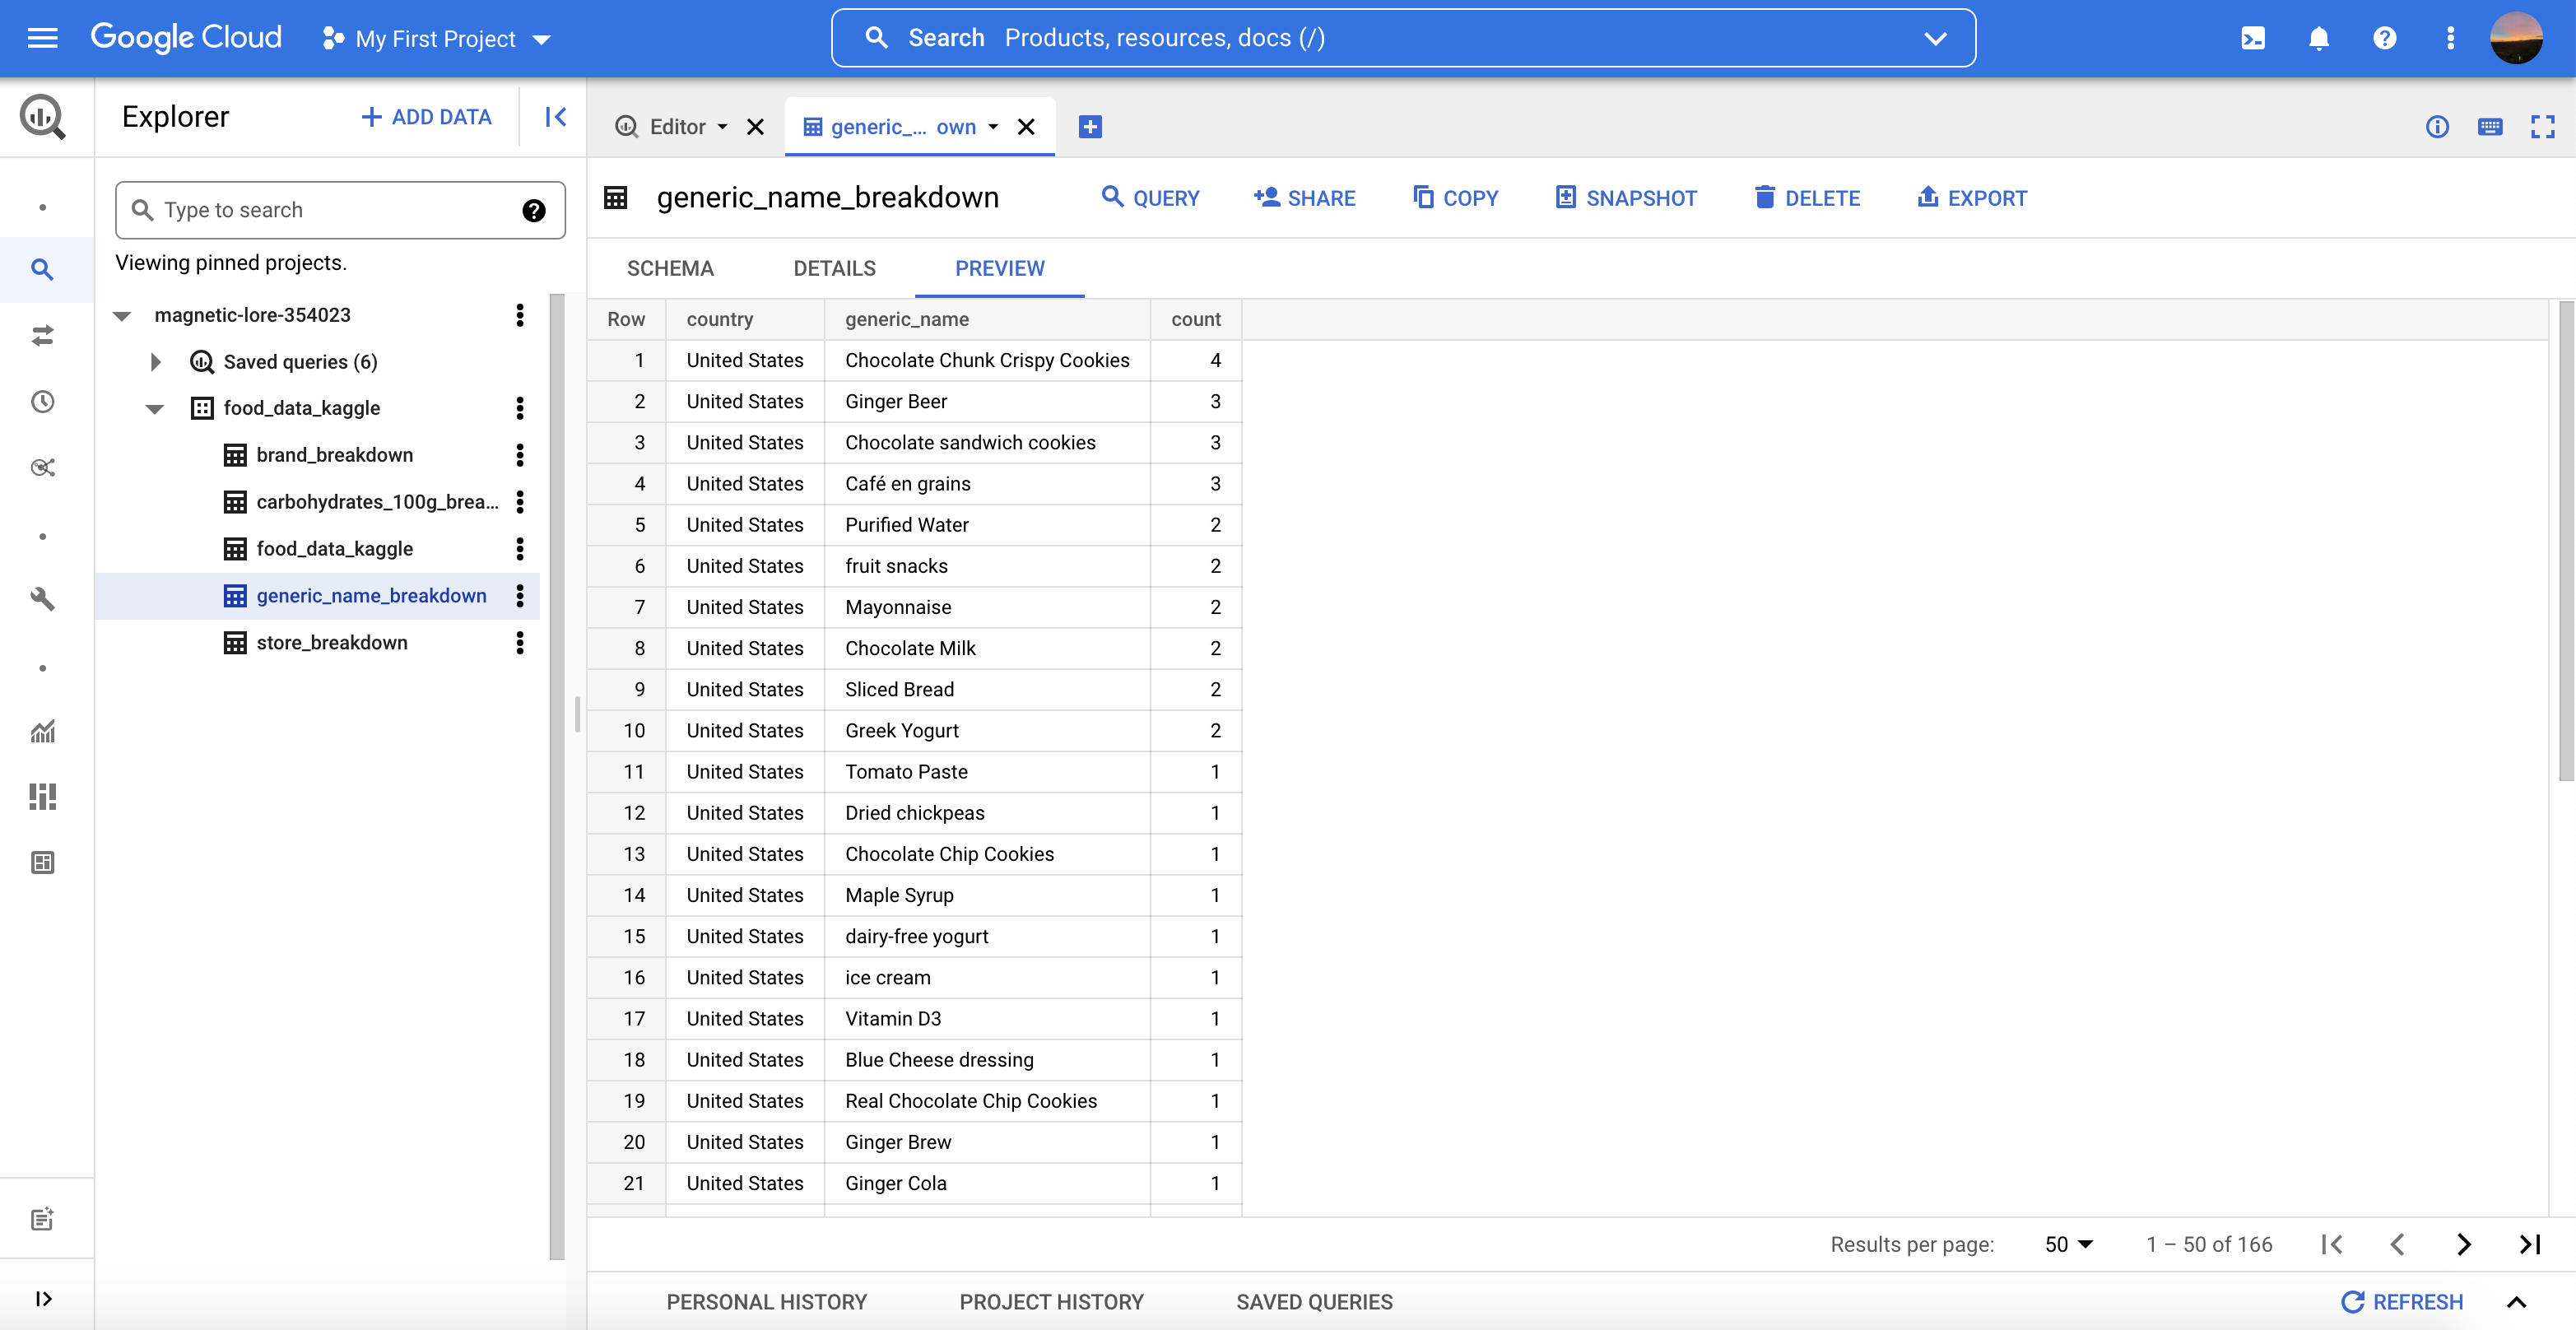 Google Cloud My First Project Search Products, resources, docs (/)
Explorer + ADD DATA
Editor generic_... own
Type to search
generic_name_breakdown QUERY SHARE COPY SNAPSHOT DELETE EXPORT
Viewing pinned projects.
SCHEMA DETAILS PREVIEW
magnetic-lore-354023
Saved queries (6)
food_data_kaggle
brand_breakdown
carbohydrates_100g_brea...
food_data_kaggle
generic_name_breakdown
store_breakdown
Row country generic_name count
1 United States Chocolate Chunk Crispy Cookies 4
2 United States Ginger Beer 3
3 United States Chocolate sandwich cookies 3
4 United States Café en grains 3
5 United States Purified Water 2
6 United States fruit snacks 2
7 United States Mayonnaise 2
8 United States Chocolate Milk 2
9 United States Sliced Bread 2
10 United States Greek Yogurt 2
11 United States Tomato Paste 1
12 United States Dried chickpeas 1
13 United States Chocolate Chip Cookies 1
14 United States Maple Syrup 1
15 United States dairy-free yogurt 1
16 United States ice cream 1
17 United States Vitamin D3 1
18 United States Blue Cheese dressing 1
19 United States Real Chocolate Chip Cookies 1
20 United States Ginger Brew 1
21 United States Ginger Cola 1
Results per page: 50 1 – 50 of 166
PERSONAL HISTORY PROJECT HISTORY SAVED QUERIES REFRESH